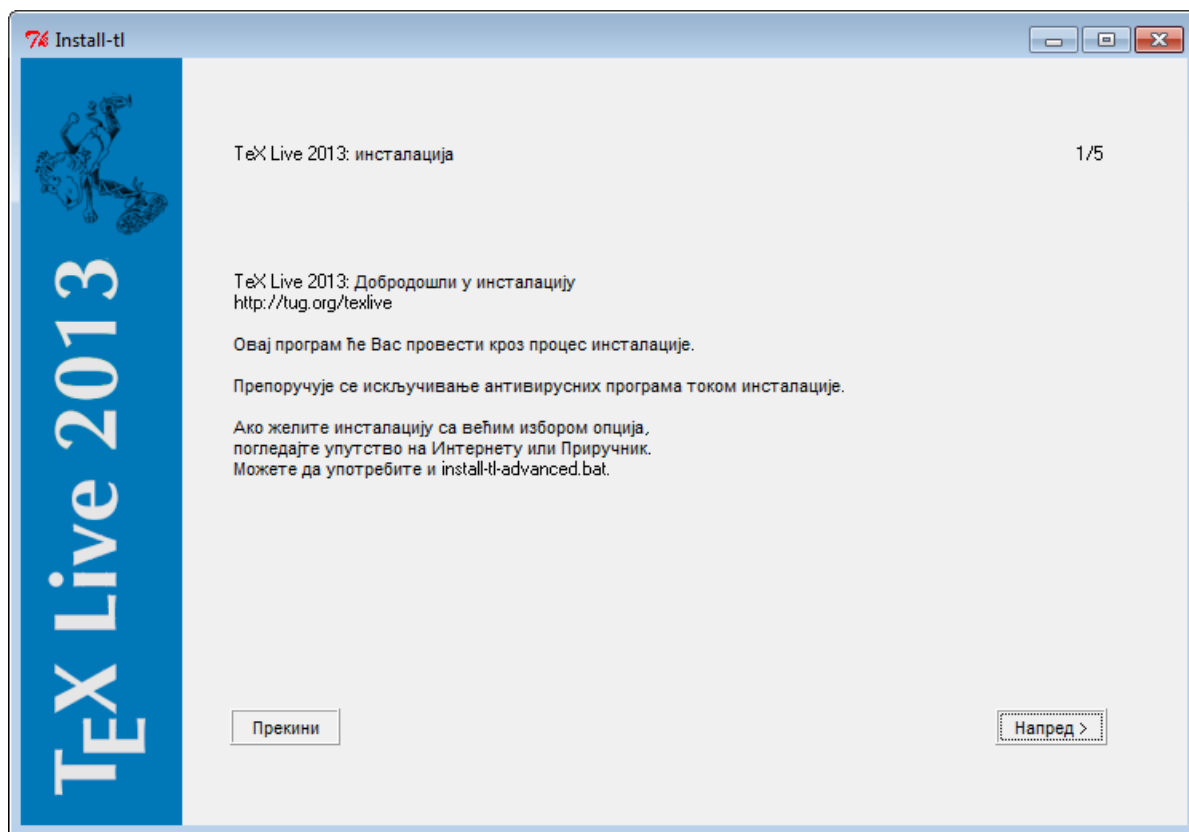 Install-tl
TeX Live 2013
TeX Live 2013: инсталација 1/5
TeX Live 2013: Добродошли у инсталацију
http://tug.org/texlive
Овај програм ће Вас провести кроз процес инсталације.
Препоручује се искључивање антивирусних програма током инсталације.
Ако желите инсталацију са већим избором опција,
погледајте упутство на Интернету или Приручник.
Можете да употребите и install-tl-advanced.bat.
Прекини Напред >